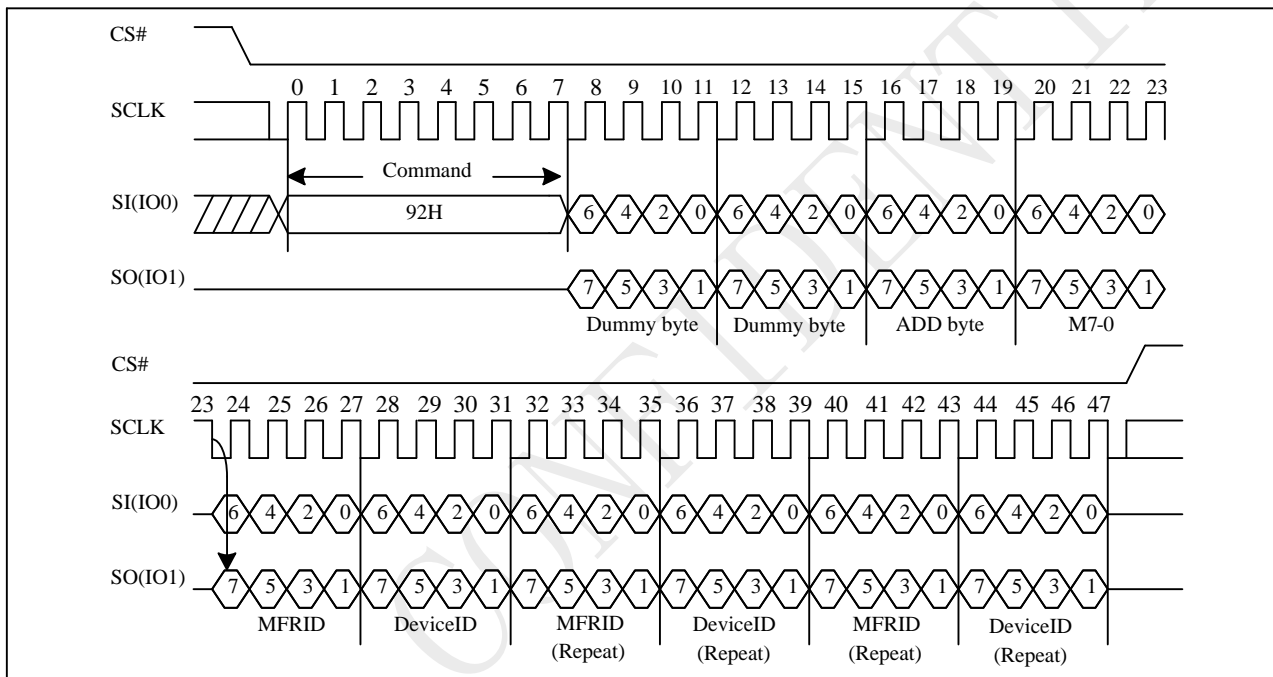 CS#
0 1 2 3 4 5 6 7 8 9 10 11 12 13 14 15 16 17 18 19 20 21 22 23
SCLK
Command
SI(IO0)
92H
6 4 2 0 6 4 2 0 6 4 2 0 6 4 2 0
SO(IO1)
7 5 3 1 7 5 3 1 7 5 3 1 7 5 3 1
Dummy byte Dummy byte ADD byte M7-0
CS#
23 24 25 26 27 28 29 30 31 32 33 34 35 36 37 38 39 40 41 42 43 44 45 46 47
SCLK
SI(IO0)
6 4 2 0 6 4 2 0 6 4 2 0 6 4 2 0 6 4 2 0 6 4 2 0
SO(IO1)
7 5 3 1 7 5 3 1 7 5 3 1 7 5 3 1 7 5 3 1 7 5 3 1
MFRID DeviceID MFRID DeviceID MFRID DeviceID
(Repeat) (Repeat) (Repeat) (Repeat)
CONFIDENTI